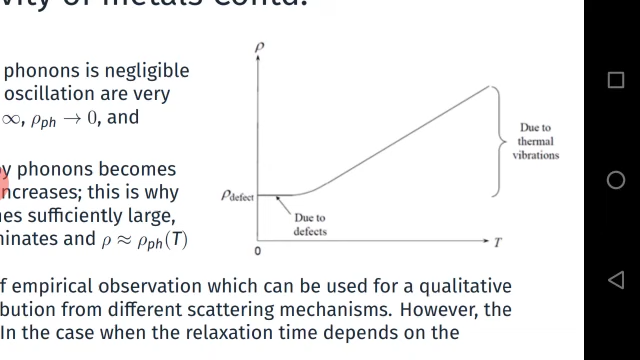 vity of metals Contd.
phonons is negligible
oscillation are very
∞, ρph → 0, and
by phonons becomes
increases; this is why
nes sufficiently large,
minates and ρ ≈ ρph(T)
ρ
ρdefect
Due to
defects
Due to
thermal
vibrations
0
T
f empirical observation which can be used for a qualitative
bution from different scattering mechanisms. However, the
In the case when the relaxation time depends on the